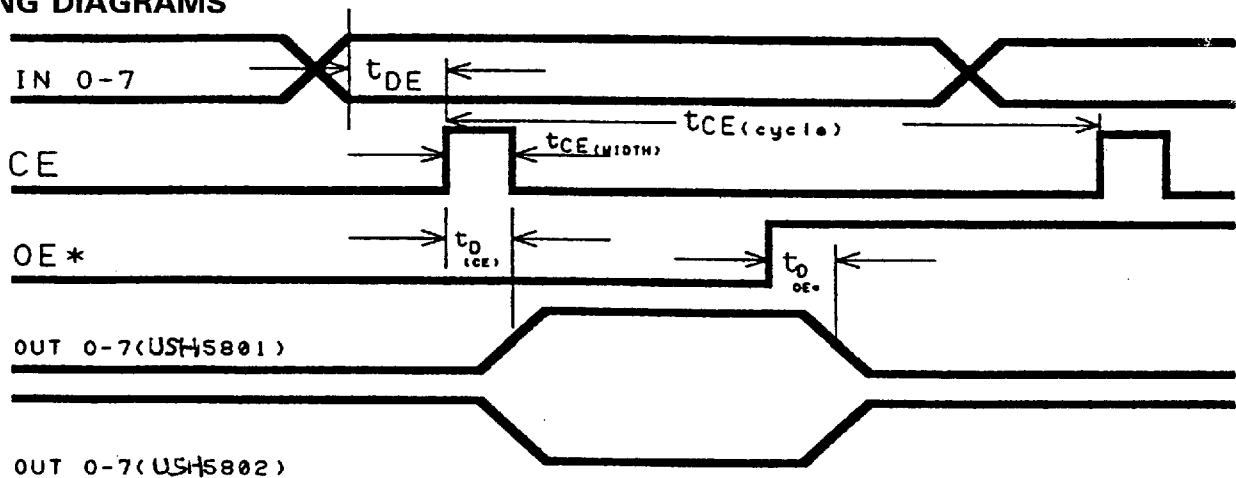 NG DIAGRAMS
IN 0-7
tDE
tCE(cycle)
tCE(WIDTH)
CE
tD
(CE)
OE*
tD
OE*
OUT 0-7(USH5801)
OUT 0-7(USH5802)